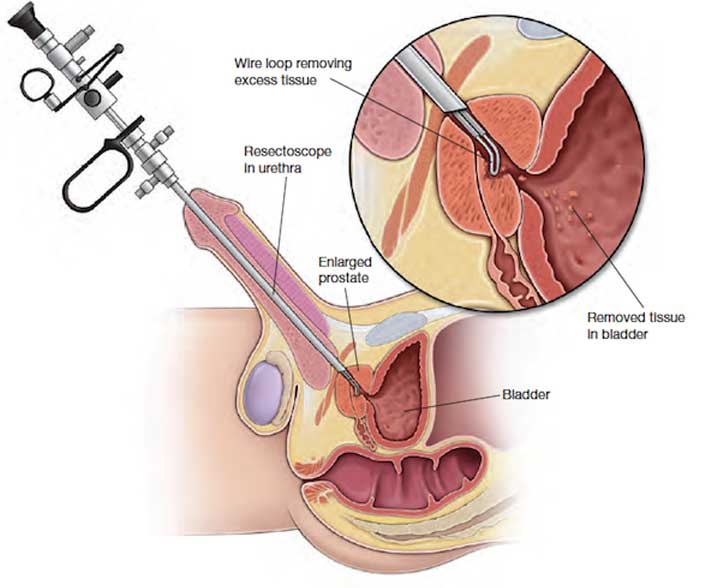 Wire loop removing
excess tissue
Resectoscope
in urethra
Enlarged
prostate
Removed tissue
in bladder
Bladder